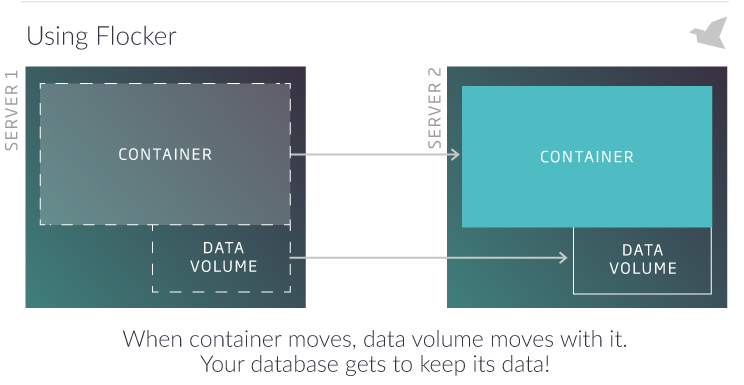 Using Flocker
SERVER 1
CONTAINER
DATA
VOLUME
SERVER 2
CONTAINER
DATA
VOLUME
When container moves, data volume moves with it.
Your database gets to keep its data!